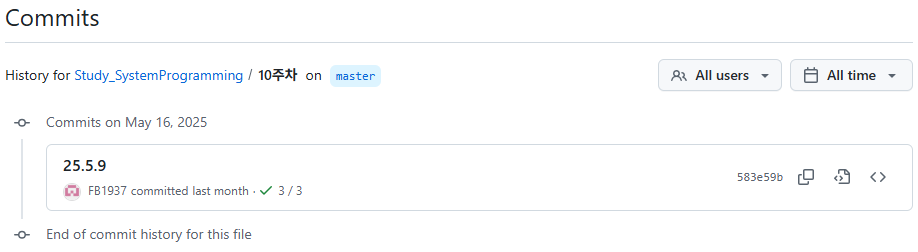 Commits
History for Study_SystemProgramming / 10주차 on master
All users
All time
Commits on May 16, 2025
25.5.9
FB1937 committed last month · 3 / 3
583e59b
End of commit history for this file